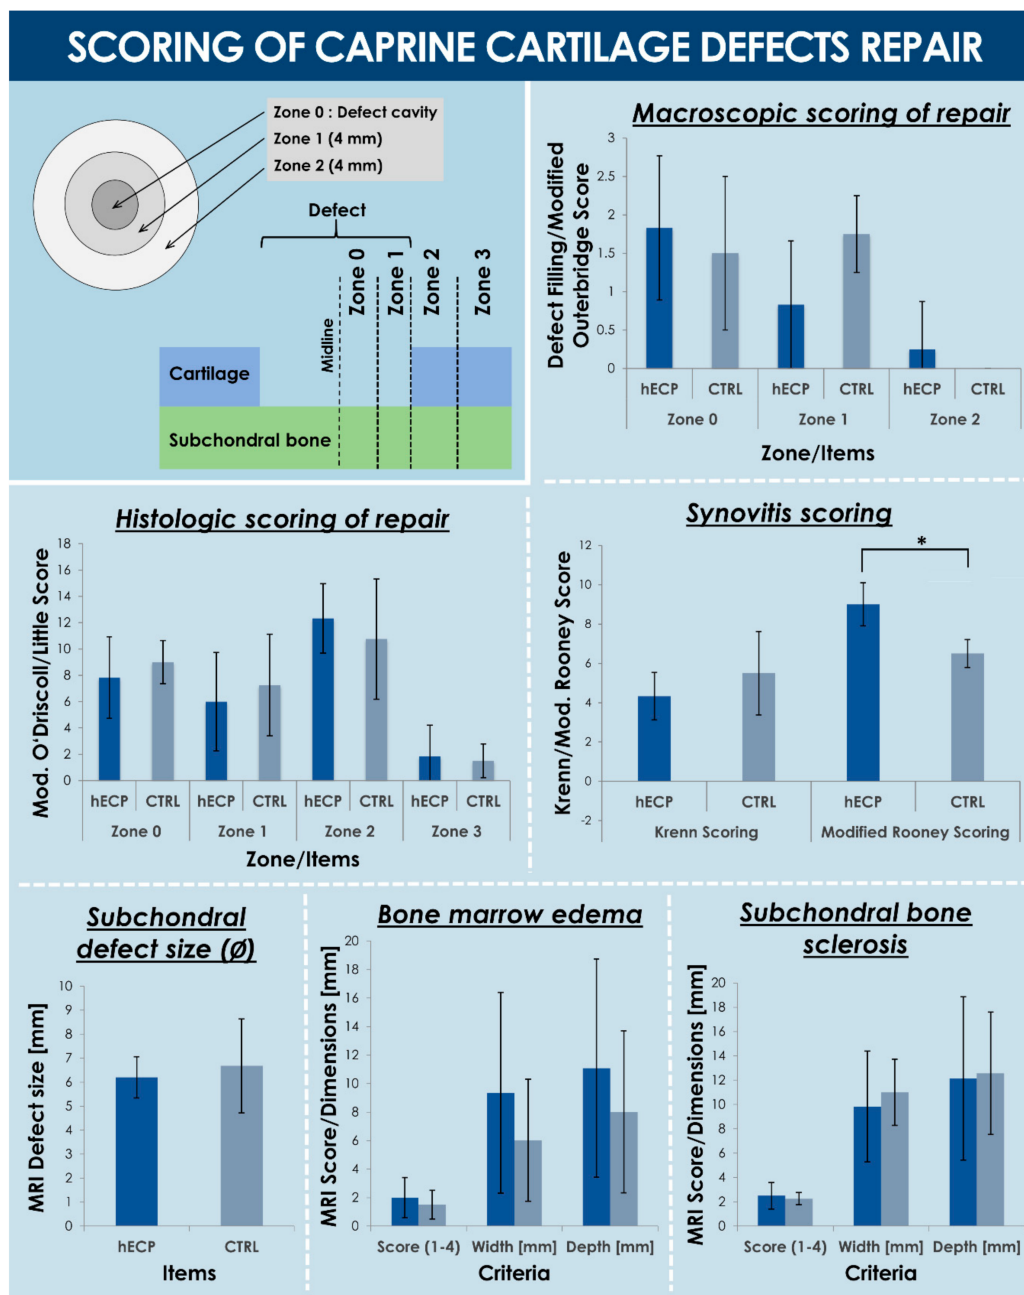 SCORING OF CAPRINE CARTILAGE DEFECTS REPAIR
Zone 0 : Defect cavity
Zone 1 (4 mm)
Zone 2 (4 mm)
Defect
Midline
Zone 0
Zone 1
Zone 2
Zone 3
Cartilage
Subchondral bone
Macroscopic scoring of repair
Defect Filling/Modified
Outerbridge Score
3
2.5
2
1.5
1
0.5
0
hECP CTRL hECP CTRL hECP CTRL
Zone 0 Zone 1 Zone 2
Zone/Items
Histologic scoring of repair
Mod. O'Driscoll/Little Score
18
16
14
12
10
8
6
4
2
0
hECP CTRL hECP CTRL hECP CTRL hECP CTRL
Zone 0 Zone 1 Zone 2 Zone 3
Zone/Items
Synovitis scoring
Krenn/Mod. Rooney Score
12
10
8
6
4
2
0
-2
*
hECP CTRL hECP CTRL
Krenn Scoring Modified Rooney Scoring
Subchondral
defect size (Ø)
MRI Defect size [mm]
10
9
8
7
6
5
4
3
2
1
0
hECP CTRL
Items
Bone marrow edema
MRI Score/Dimensions [mm]
20
18
16
14
12
10
8
6
4
2
0
Score (1-4) Width [mm] Depth [mm]
Criteria
Subchondral bone
sclerosis
MRI Score/Dimensions [mm]
20
18
16
14
12
10
8
6
4
2
0
Score (1-4) Width [mm] Depth [mm]
Criteria